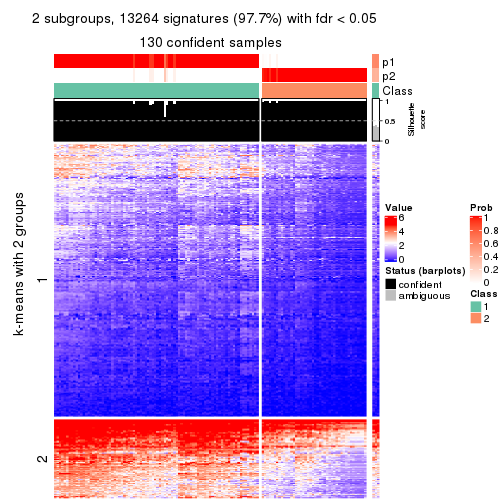 2 subgroups, 13264 signatures (97.7%) with fdr < 0.05
130 confident samples
p1
p2
Class
1
0.5
0
Silhouette
score
k-means with 2 groups
1
2
Value
6
4
2
0
Status (barplots)
confident
ambiguous
Prob
1
0.8
0.6
0.4
0.2
0
Class
1
2